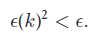 ϵ(k)² < ϵ.